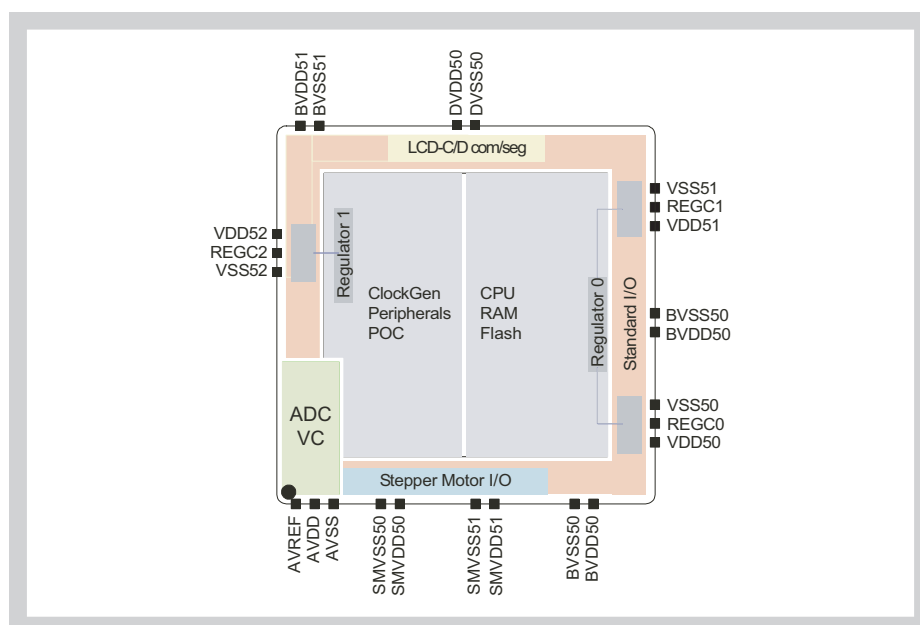 BVDD51
BVSS51
DVDD50
DVSS50
LCD-C/D com/seg
VSS51
REGC1
VDD51
VDD52
REGC2
VSS52
Regulator 1
ClockGen
Peripherals
POC
CPU
RAM
Flash
Regulator 0
Standard I/O
BVSS50
BVDD50
ADC
VC
VSS50
REGC0
VDD50
Stepper Motor I/O
AVREF
AVDD
AVSS
SMVSS50
SMVDD50
SMVSS51
SMVDD51
BVSS50
BVDD50